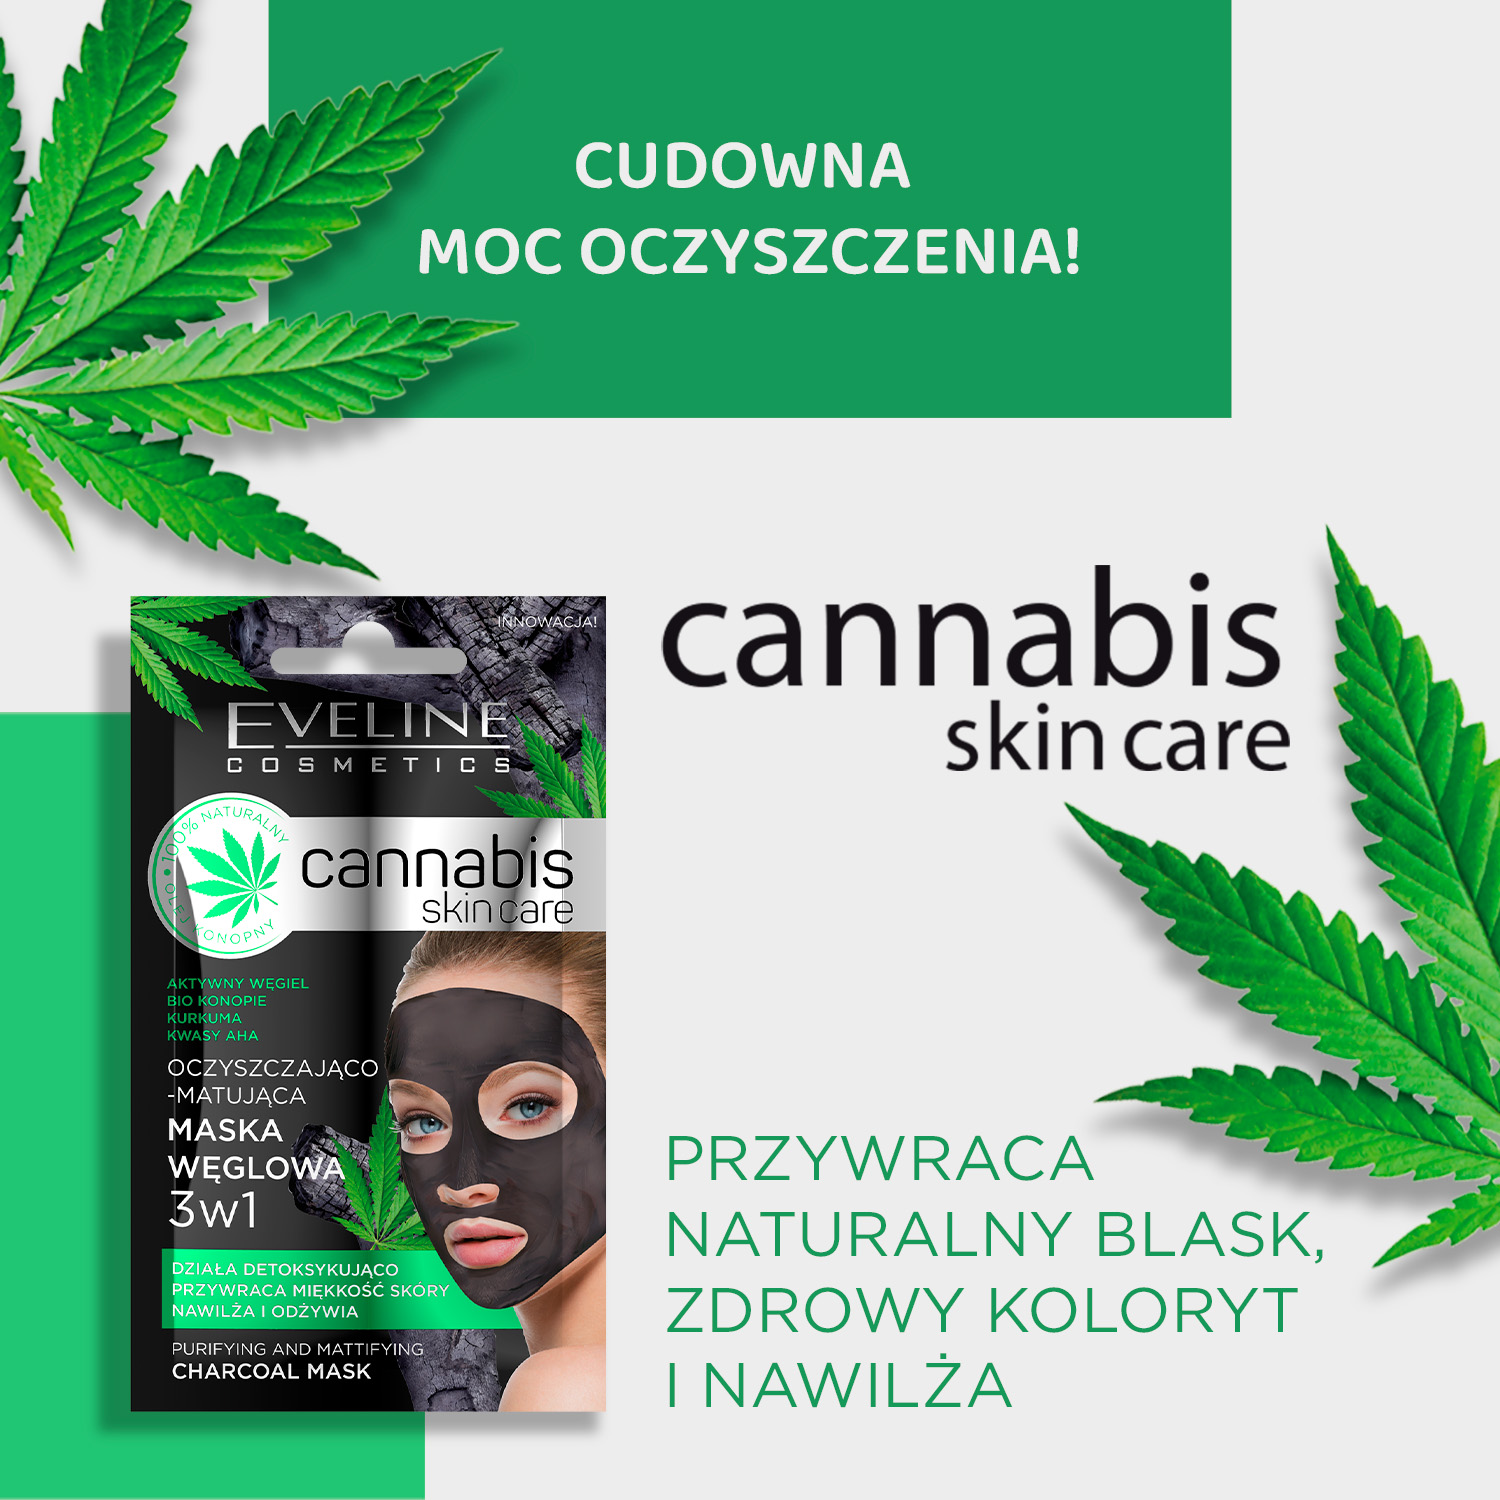 CUDOWNA
MOC OCZYSZCZENIA!
cannabis
skin care
INNOWACJA!
EVELINE
COSMETICS
100% NATURALNY
OLEJ KONOPNY
cannabis
skin care
AKTYWNY WĘGIEL
BIO KONOPIE
KURKUMA
KWASY AHA
OCZYSZCZAJĄCO
-MATUJĄCA
MASKA
WĘGLOWA
3w1
DZIAŁA DETOKSYKUJĄCO
PRZYWRACA MIĘKKOŚĆ SKÓRY
NAWILŻA I ODŻYWIA
PURIFYING AND MATTIFYING
CHARCOAL MASK
PRZYWRACA
NATURALNY BLASK,
ZDROWY KOLORYT
I NAWILŻA